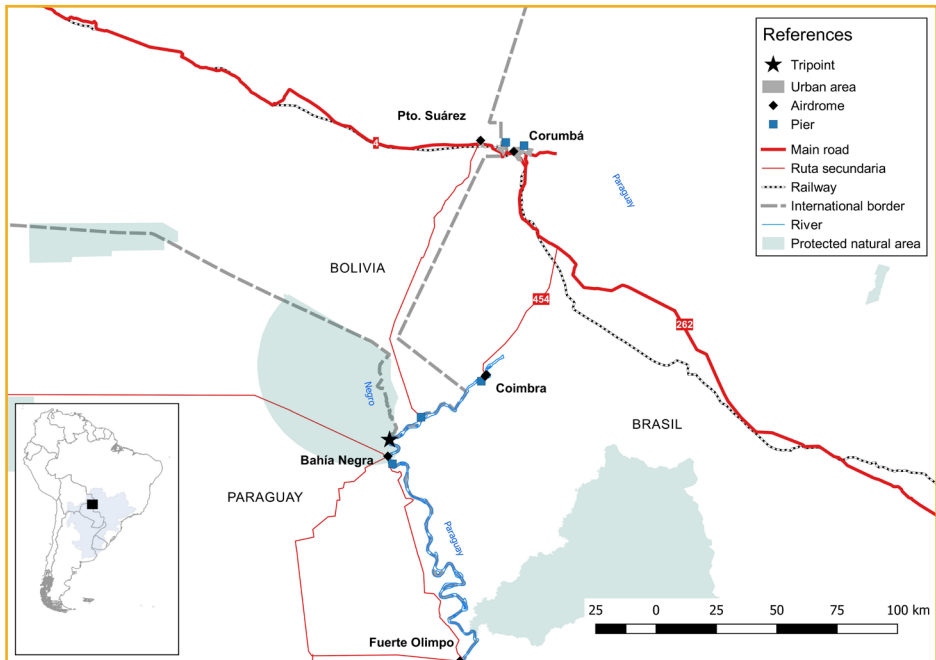 References
Tripoint
Urban area
Airdrome
Pier
Main road
Ruta secundaria
Railway
International border
River
Protected natural area
Pto. Suárez
Corumbá
4
Paraguay
BOLIVIA
454
262
Coimbra
Negro
BRASIL
Bahía Negra
PARAGUAY
Paraguay
25 0 25 50 75 100 km
Fuerte Olimpo